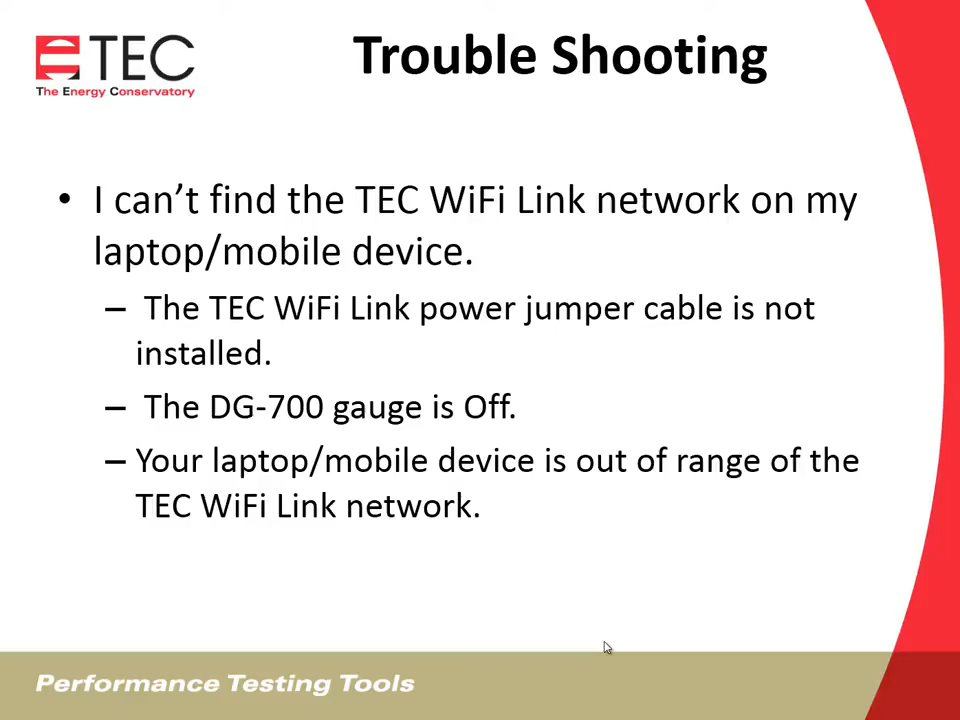 TEC
The Energy Conservatory
Trouble Shooting
• I can’t find the TEC WiFi Link network on my
laptop/mobile device.
– The TEC WiFi Link power jumper cable is not
installed.
– The DG-700 gauge is Off.
– Your laptop/mobile device is out of range of the
TEC WiFi Link network.
Performance Testing Tools